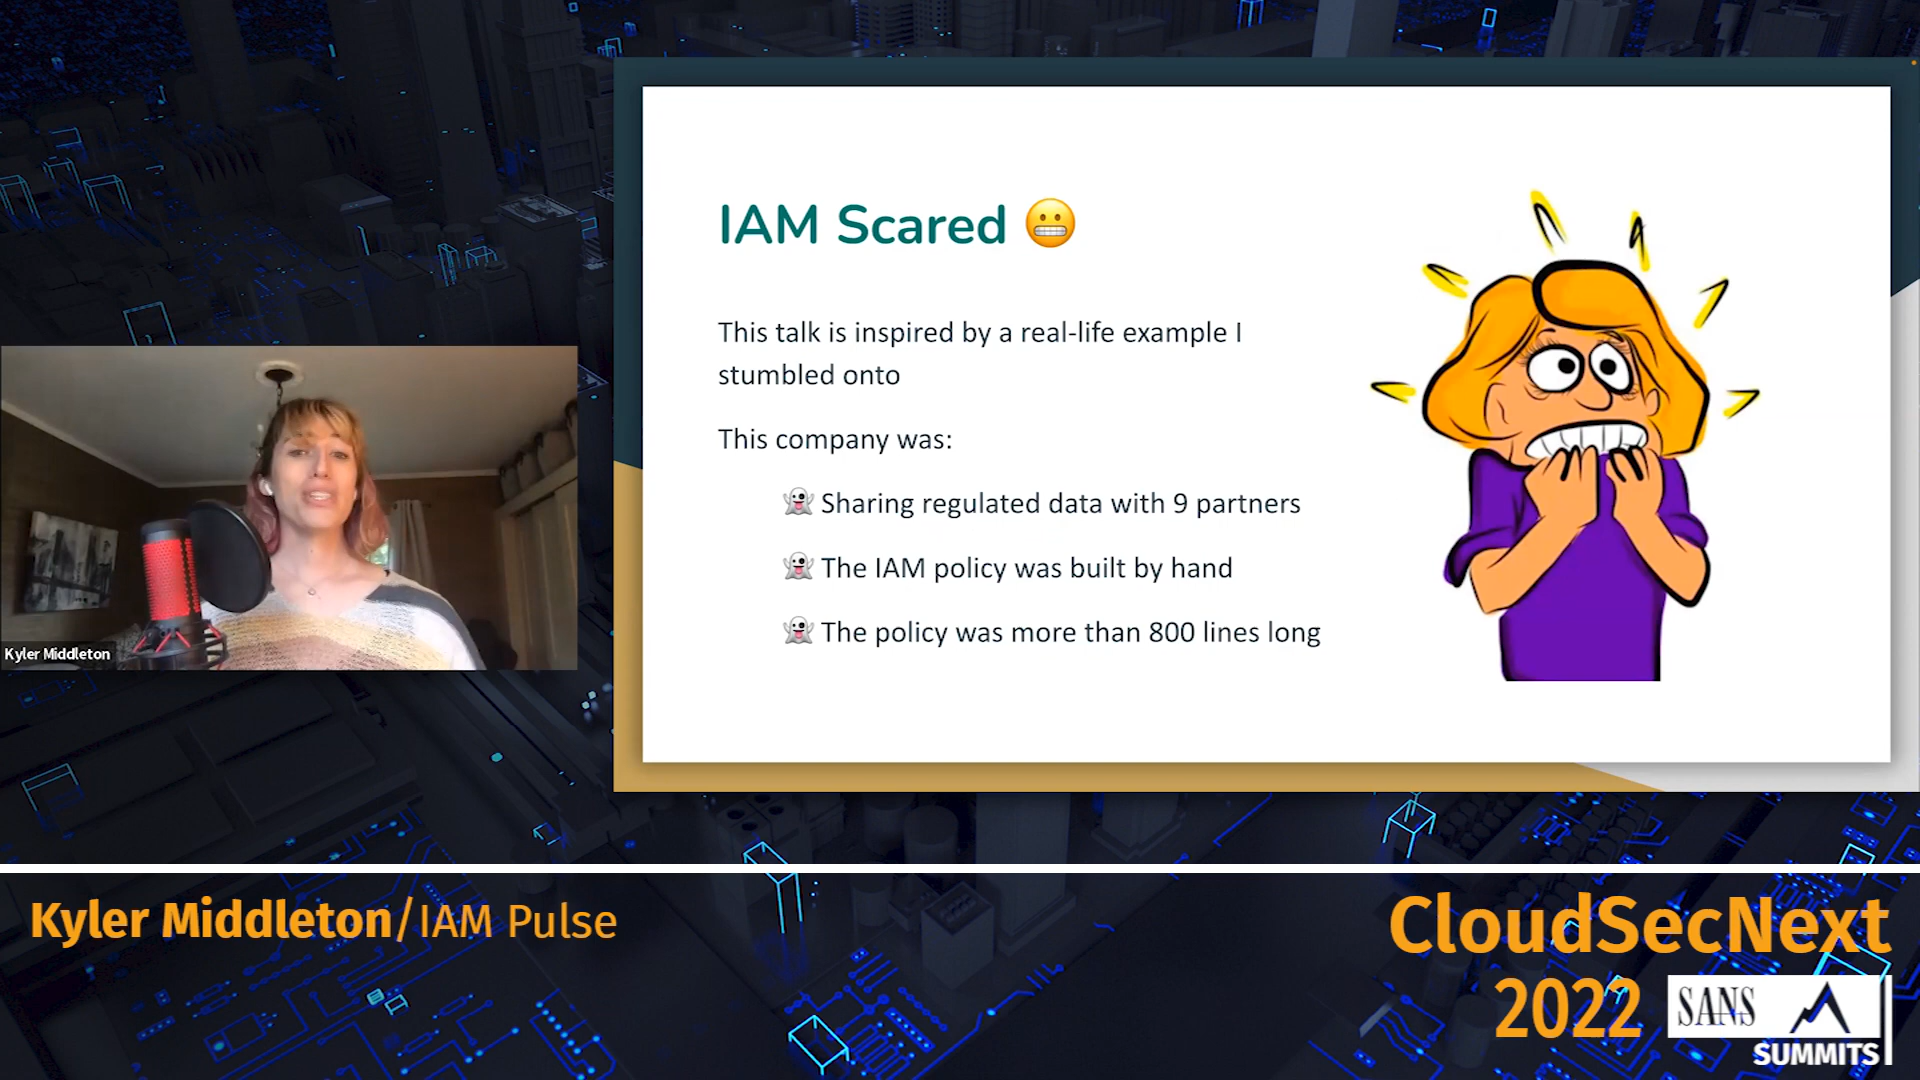 IAM Scared 😬
This talk is inspired by a real-life example I
stumbled onto
This company was:
👻 Sharing regulated data with 9 partners
👻 The IAM policy was built by hand
👻 The policy was more than 800 lines long
Kyler Middleton
Kyler Middleton/IAM Pulse
CloudSecNext
2022
SANS
SUMMITS